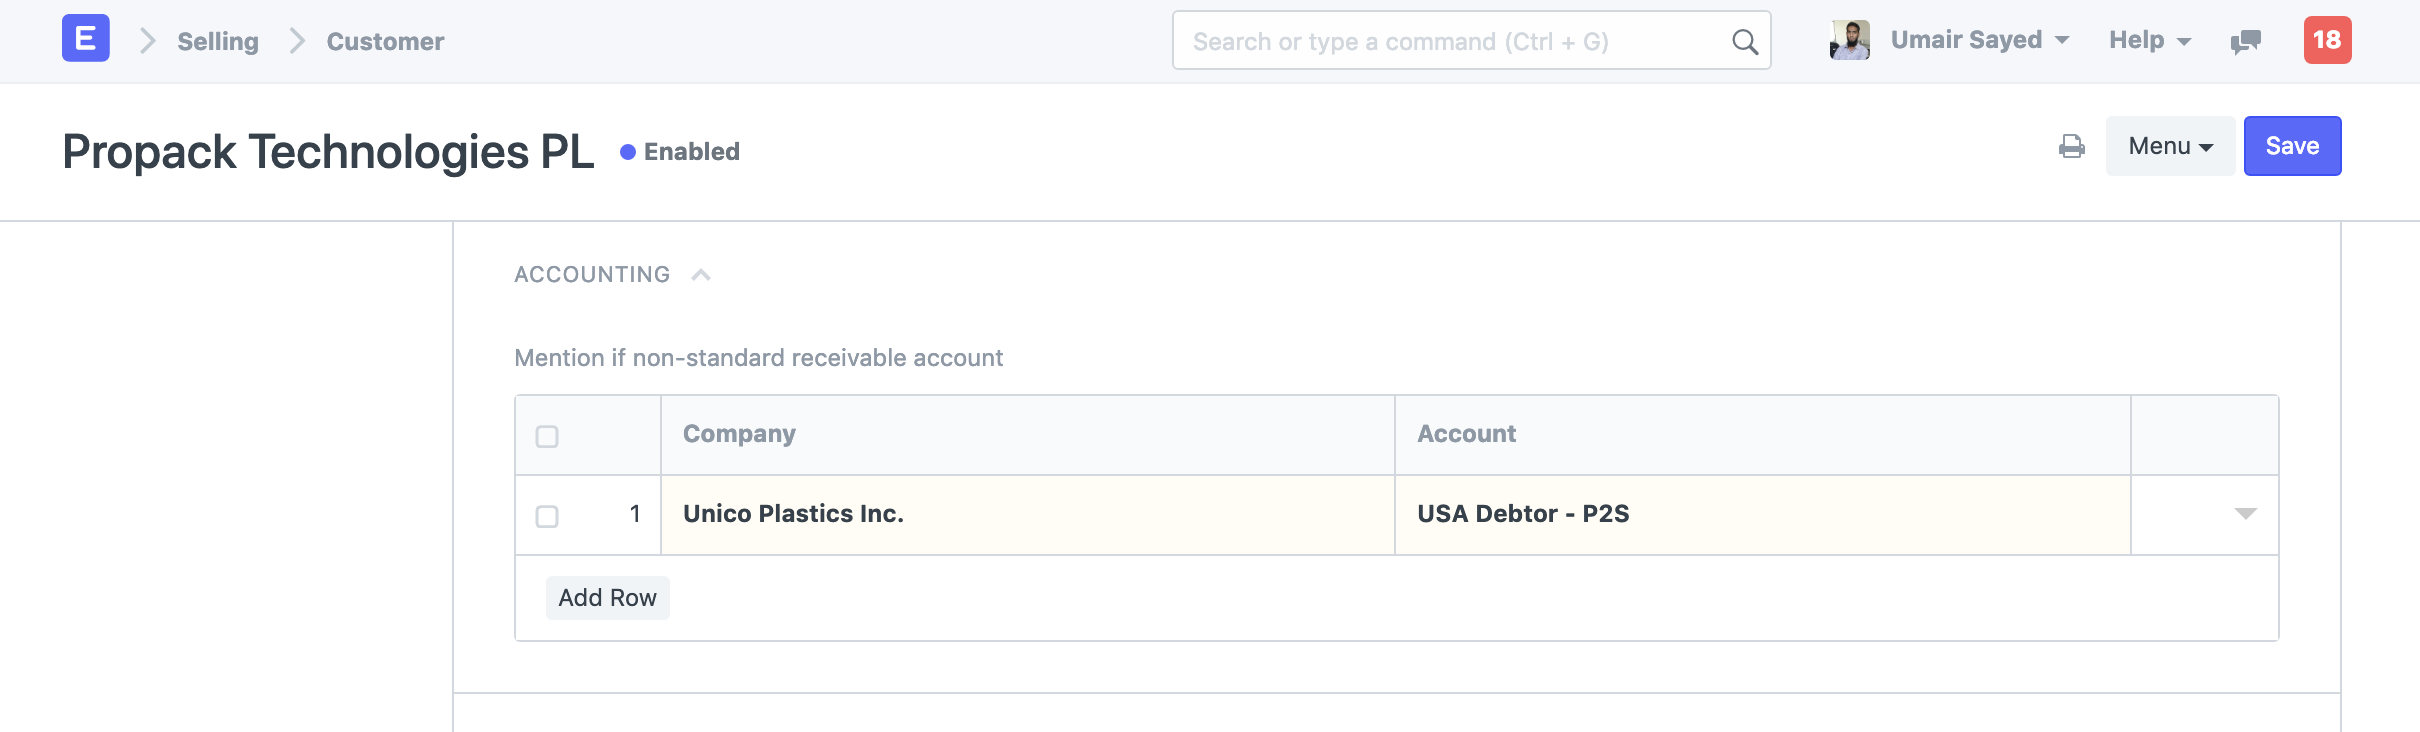 E Selling Customer Search or type a command (Ctrl + G) Umair Sayed Help 18
Propack Technologies PL Enabled Menu Save
ACCOUNTING
Mention if non-standard receivable account
Company Account
1 Unico Plastics Inc. USA Debtor - P2S
Add Row